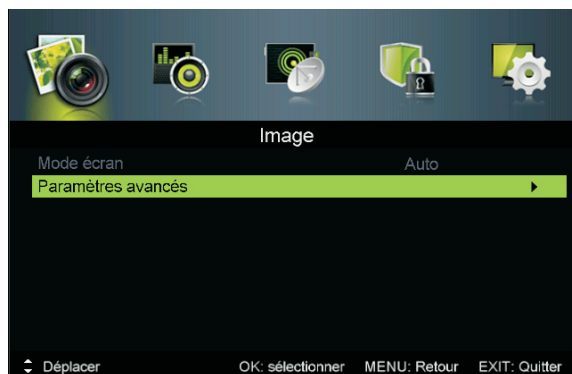 Image
Mode écran Auto
Paramètres avancés
Déplacer OK: sélectionner MENU: Retour EXIT: Quitter